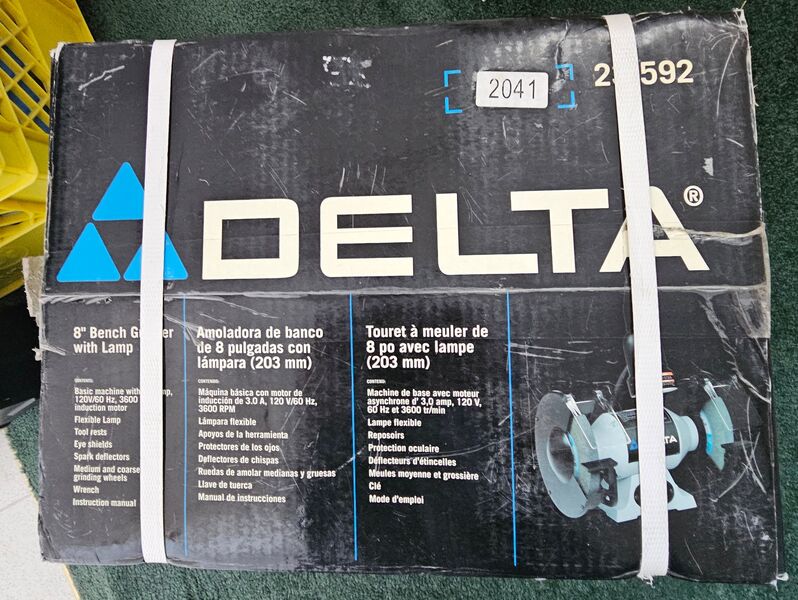 2041
592
DELTA®
8" Bench
with Lamp
CONTENTS:
Basic machine with
120V/60 Hz, 3600
induction motor
Flexible Lamp
Tool rests
Eye shields
Spark deflectors
Medium and coarse
grinding wheels
Wrench
Instruction manual
Amoladora de banco
de 8 pulgadas con
lámpara (203 mm)
CONTENIDO:
Máquina básica con motor de
inducción de 3.0 A, 120 V/60 Hz,
3600 RPM
Lámpara flexible
Apoyos de la herramienta
Protectores de los ojos
Deflectores de chispas
Ruedas de amolar medianas y gruesas
Llave de tuerca
Manual de instrucciones
Touret à meuler de
8 po avec lampe
(203 mm)
CONTENU:
Machine de base avec moteur
asynchrone d' 3,0 amp, 120 V,
60 Hz et 3600 tr/min
Lampe flexible
Reposoirs
Protection oculaire
Déflecteurs d'étincelles
Meules moyenne et grossière
Clé
Mode d'emploi